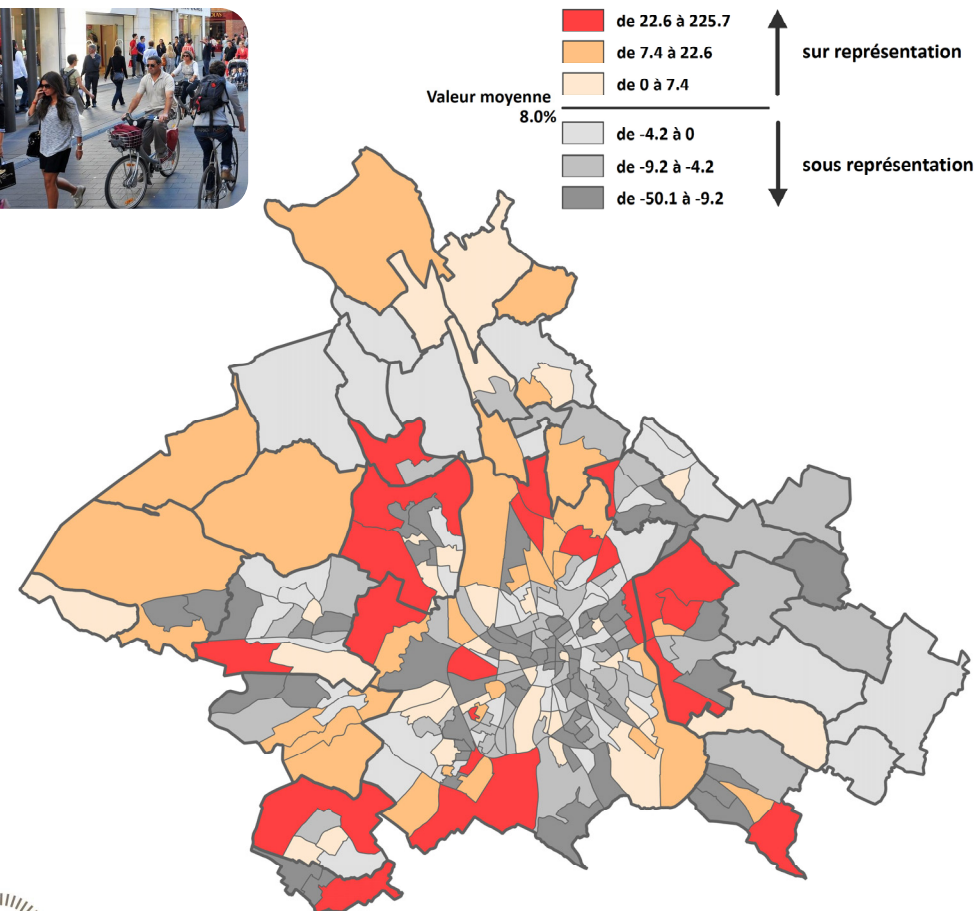 de 22.6 à 225.7
de 7.4 à 22.6
sur représentation
de 0 à 7.4
Valeur moyenne
8.0%
de -4.2 à 0
de -9.2 à -4.2
sous représentation
de -50.1 à -9.2